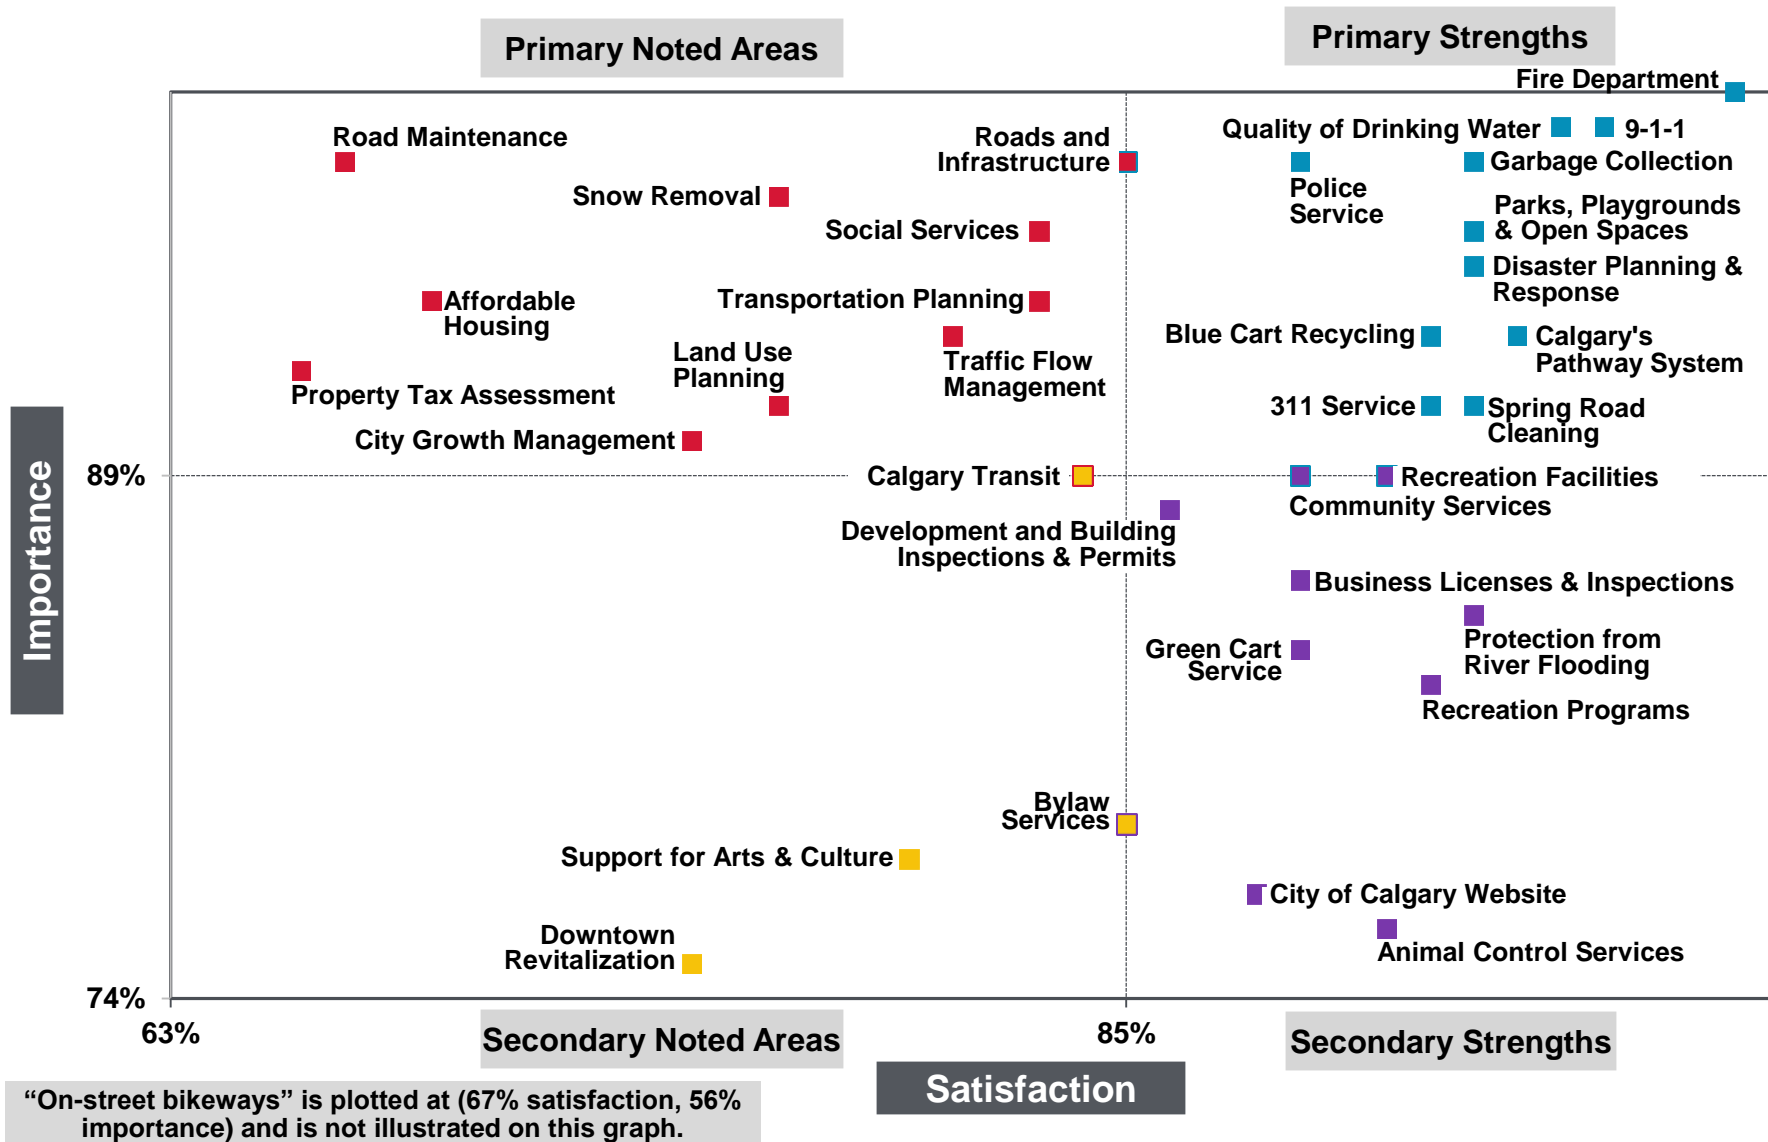 Primary Noted Areas
Primary Strengths
Fire Department
Road Maintenance
Roads and
Infrastructure
Quality of Drinking Water
9-1-1
Garbage Collection
Snow Removal
Police
Service
Parks, Playgrounds
& Open Spaces
Social Services
Disaster Planning &
Response
Affordable
Housing
Transportation Planning
Blue Cart Recycling
Calgary's
Pathway System
Land Use
Planning
Traffic Flow
Management
Property Tax Assessment
311 Service
Spring Road
Cleaning
City Growth Management
89%
Calgary Transit
Recreation Facilities
Community Services
Development and Building
Inspections & Permits
Importance
Business Licenses & Inspections
Green Cart
Service
Protection from
River Flooding
Recreation Programs
Bylaw
Services
Support for Arts & Culture
City of Calgary Website
Downtown
Revitalization
Animal Control Services
74%
63%
85%
Secondary Noted Areas
Secondary Strengths
Satisfaction
“On-street bikeways” is plotted at (67% satisfaction, 56%
importance) and is not illustrated on this graph.